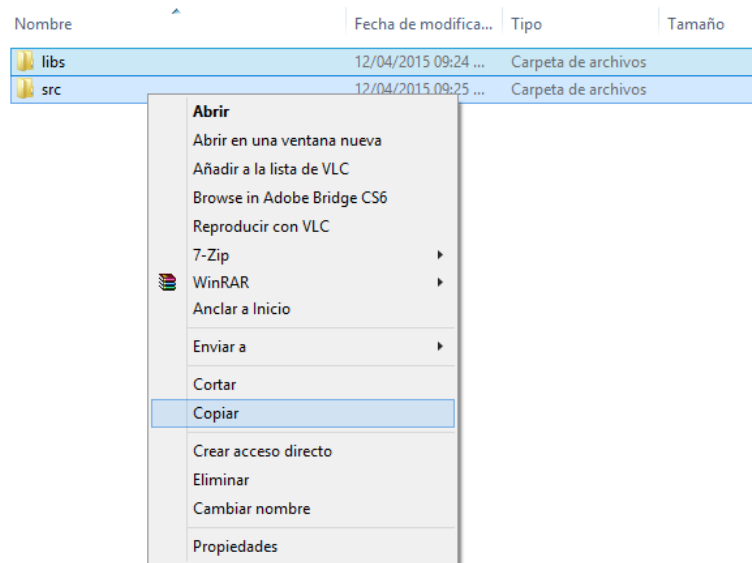 Nombre Fecha de modifica... Tipo Tamaño
libs 12/04/2015 09:24 ... Carpeta de archivos
src 12/04/2015 09:25 ... Carpeta de archivos
Abrir
Abrir en una ventana nueva
Añadir a la lista de VLC
Browse in Adobe Bridge CS6
Reproducir con VLC
7-Zip
WinRAR
Anclar a Inicio
Enviar a
Cortar
Copiar
Crear acceso directo
Eliminar
Cambiar nombre
Propiedades